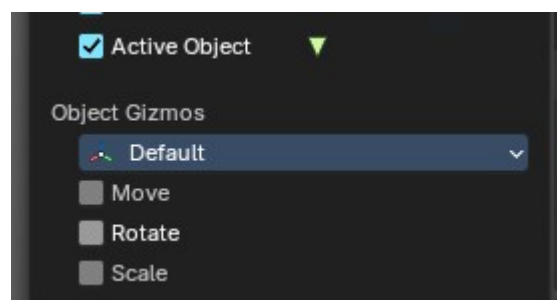 Active Object
Object Gizmos
Default
Move
Rotate
Scale